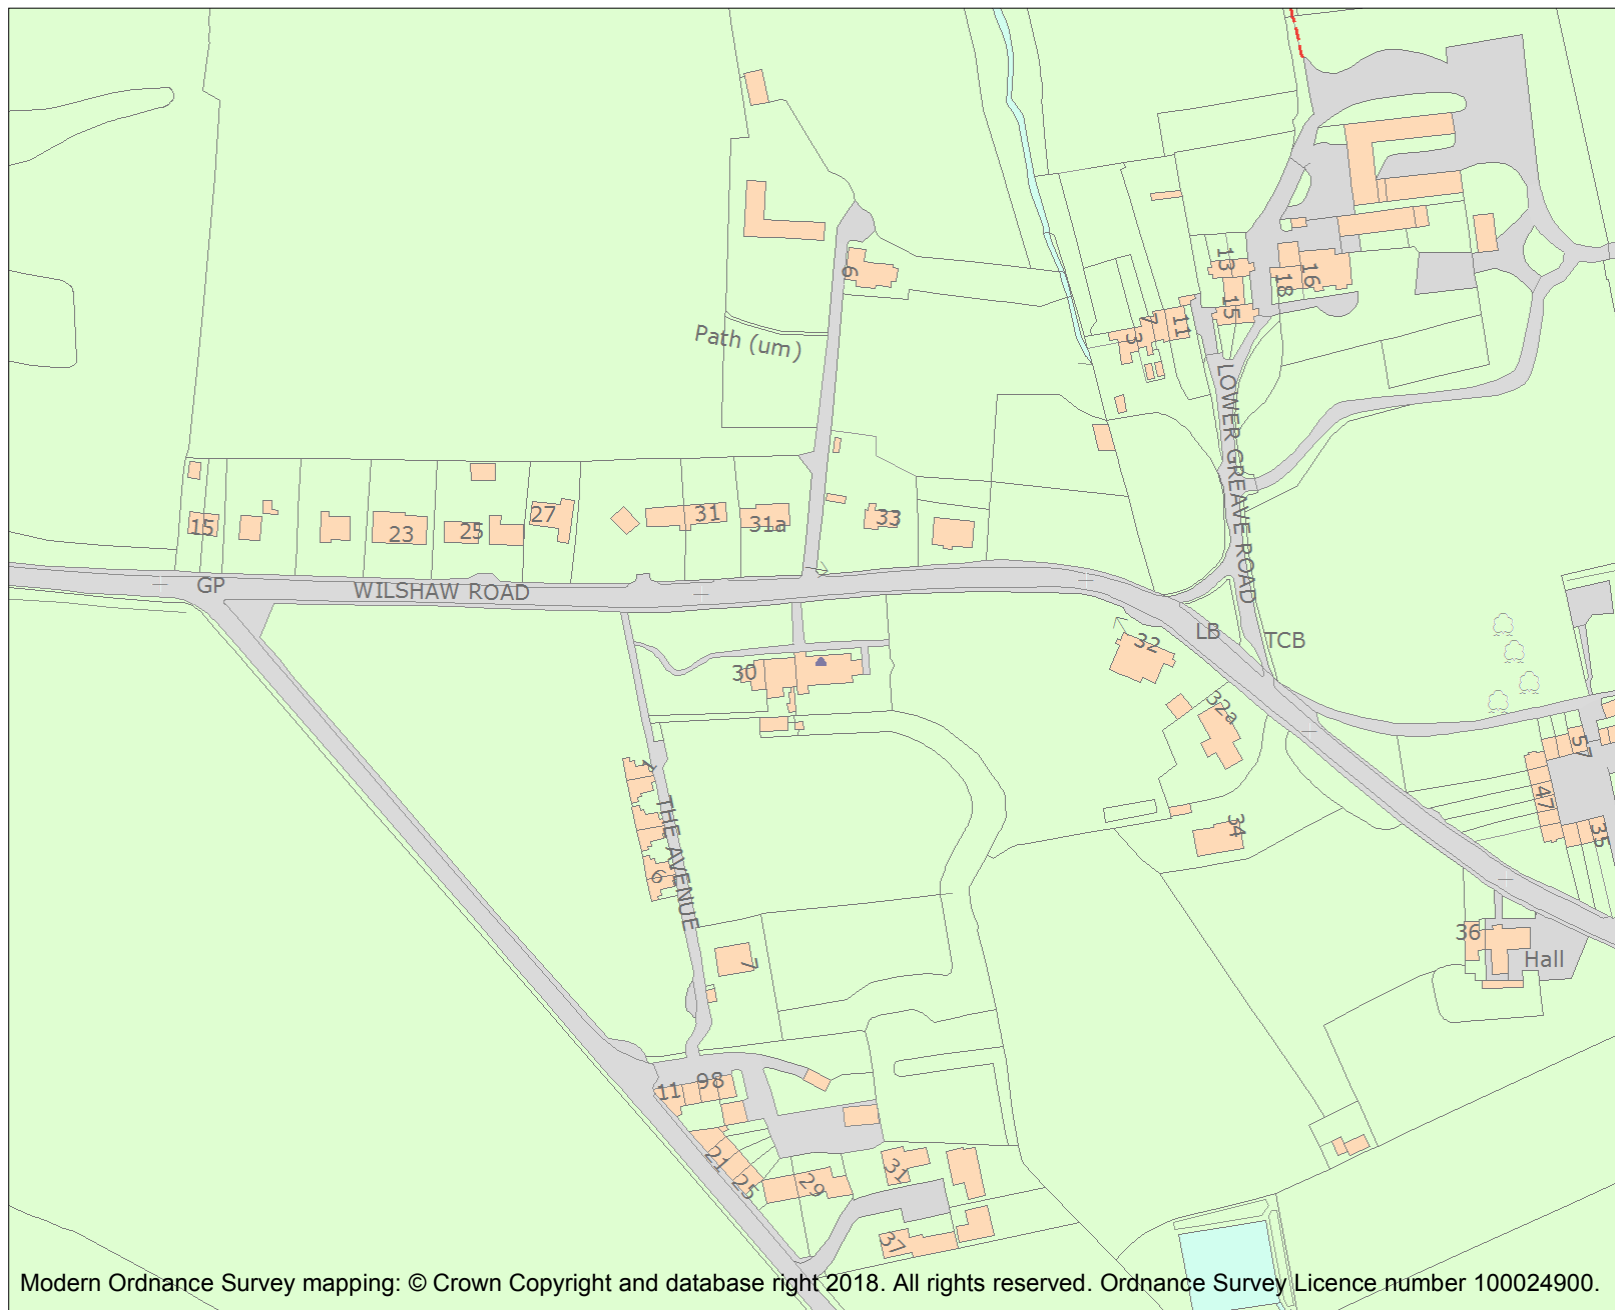 13
16
18
6
15
11
7
3
Path (um)
LOWER GREAVE ROAD
15
23
25
27
31
31a
33
GP
WILSHAW ROAD
LB
TCB
32
30
32a
57
1
47
THE AVENUE
34
35
6
36
7
Hall
11
98
21
25
29
31
37
Modern Ordnance Survey mapping: © Crown Copyright and database right 2018. All rights reserved. Ordnance Survey Licence number 100024900.